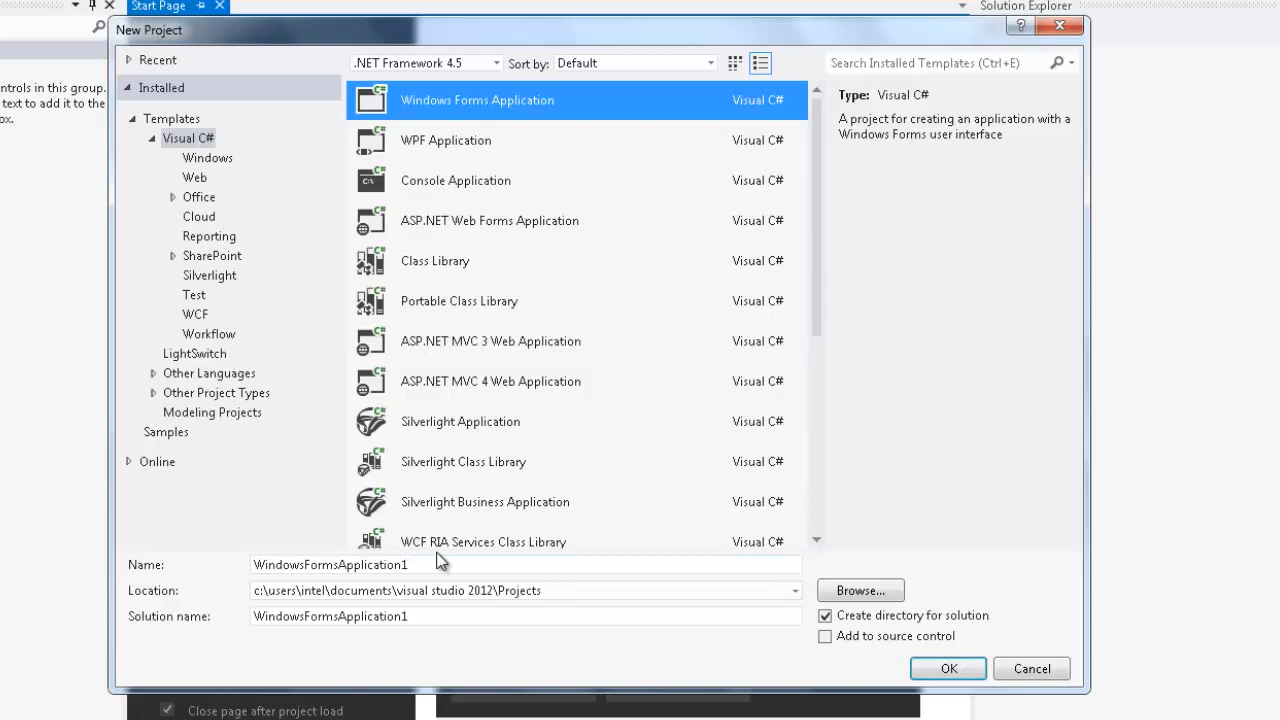 Start Page
Solution Explorer
New Project
Recent
.NET Framework 4.5
Sort by:
Default
Search Installed Templates (Ctrl+E)
Installed
Templates
Visual C#
Windows
Web
Office
Cloud
Reporting
SharePoint
Silverlight
Test
WCF
Workflow
LightSwitch
Other Languages
Other Project Types
Modeling Projects
Samples
Online
Windows Forms Application Visual C#
WPF Application Visual C#
Console Application Visual C#
ASP.NET Web Forms Application Visual C#
Class Library Visual C#
Portable Class Library Visual C#
ASP.NET MVC 3 Web Application Visual C#
ASP.NET MVC 4 Web Application Visual C#
Silverlight Application Visual C#
Silverlight Class Library Visual C#
Silverlight Business Application Visual C#
WCF RIA Services Class Library Visual C#
Type: Visual C#
A project for creating an application with a
Windows Forms user interface
ontrols in this group.
text to add it to the
ox.
Name: WindowsFormsApplication1
Location: c:\users\intel\documents\visual studio 2012\Projects
Browse...
Solution name: WindowsFormsApplication1
Create directory for solution
Add to source control
OK
Cancel
Close page after project load